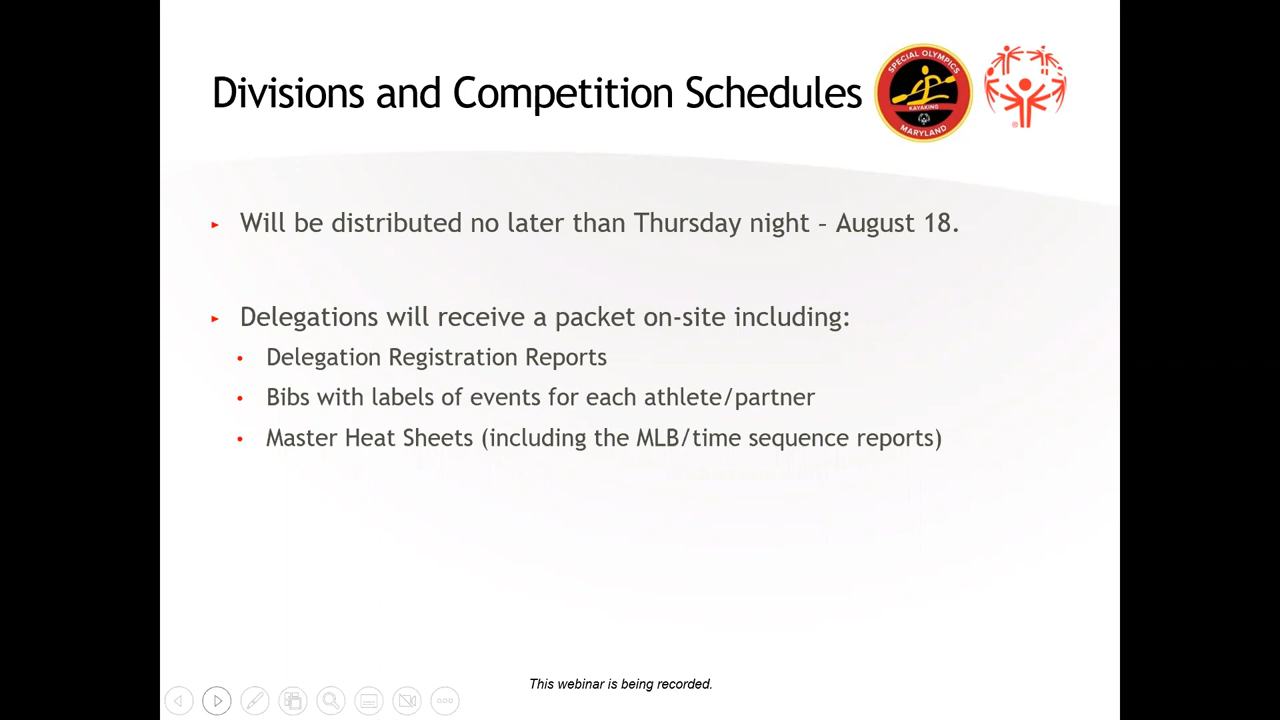 Divisions and Competition Schedules
SPECIAL OLYMPICS
KAYAKING
MARYLAND
Will be distributed no later than Thursday night – August 18.
Delegations will receive a packet on-site including:
Delegation Registration Reports
Bibs with labels of events for each athlete/partner
Master Heat Sheets (including the MLB/time sequence reports)
This webinar is being recorded.